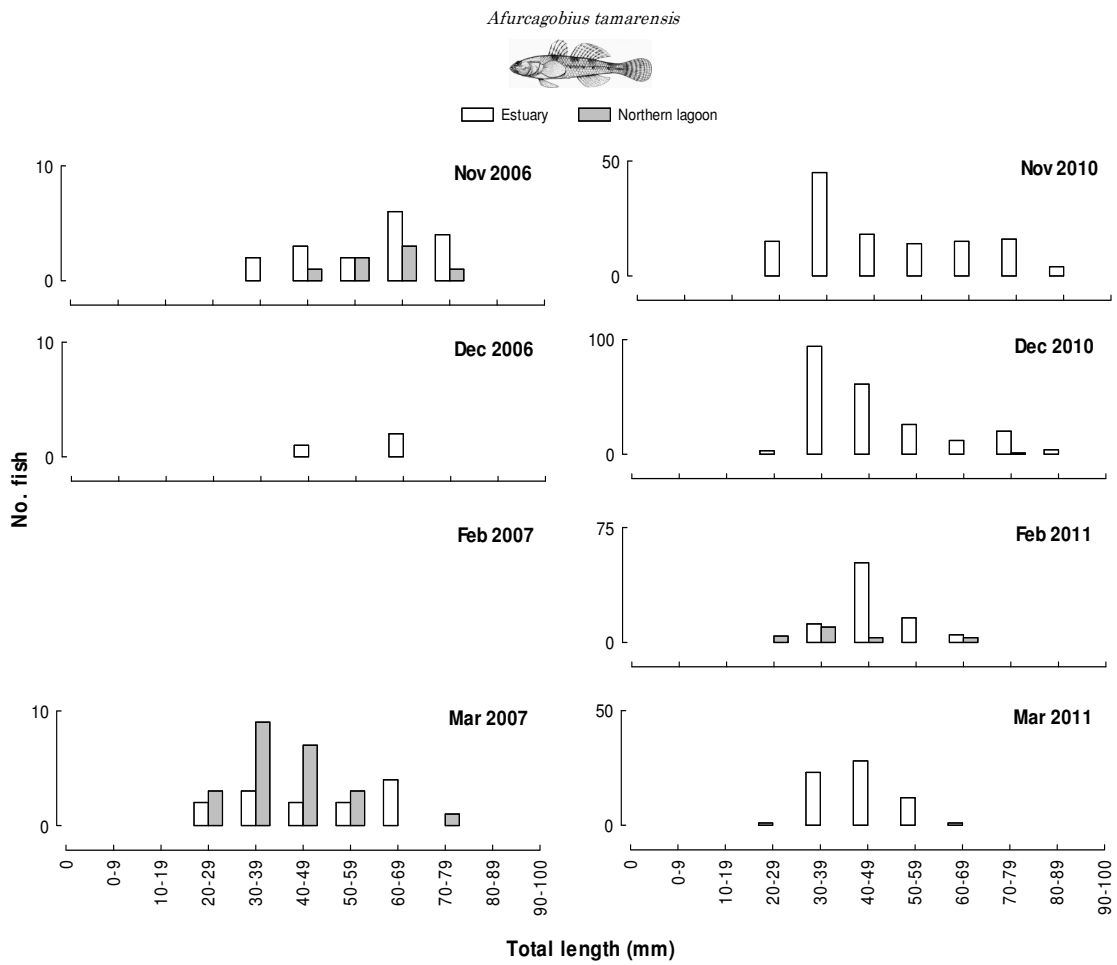 Afurcagobius tamarensis
Estuary Northern lagoon
10
0
Nov 2006
50
0
Nov 2010
10
0
Dec 2006
100
0
Dec 2010
No. fish
Feb 2007
75
0
Feb 2011
10
0
Mar 2007
50
0
Mar 2011
0 0-9 10-19 20-29 30-39 40-49 50-59 60-69 70-79 80-89 90-100
0 0-9 10-19 20-29 30-39 40-49 50-59 60-69 70-79 80-89 90-100
Total length (mm)